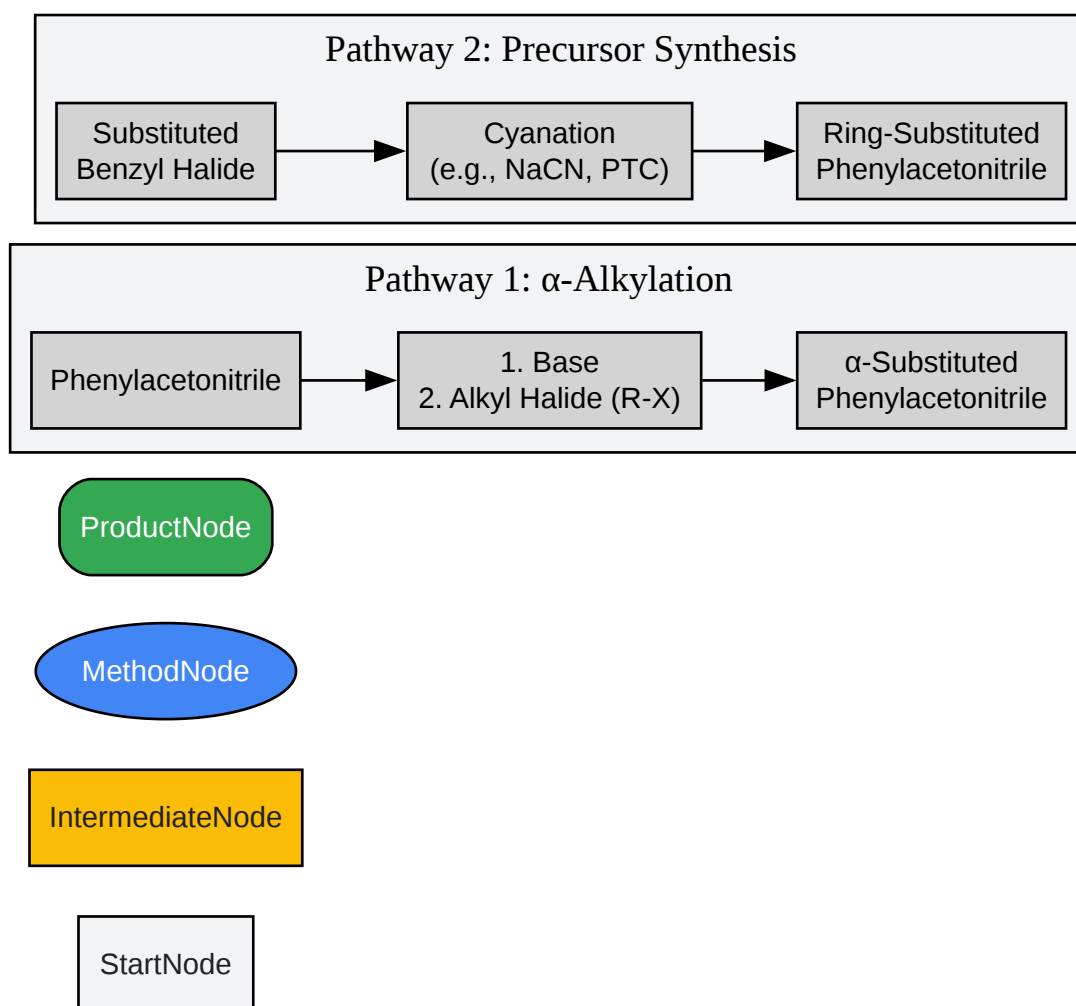 Pathway 2: Precursor Synthesis
Substituted
Benzyl Halide
Cyanation
(e.g., NaCN, PTC)
Ring-Substituted
Phenylacetonitrile
Pathway 1: α-Alkylation
Phenylacetonitrile
1. Base
2. Alkyl Halide (R-X)
α-Substituted
Phenylacetonitrile
ProductNode
MethodNode
IntermediateNode
StartNode